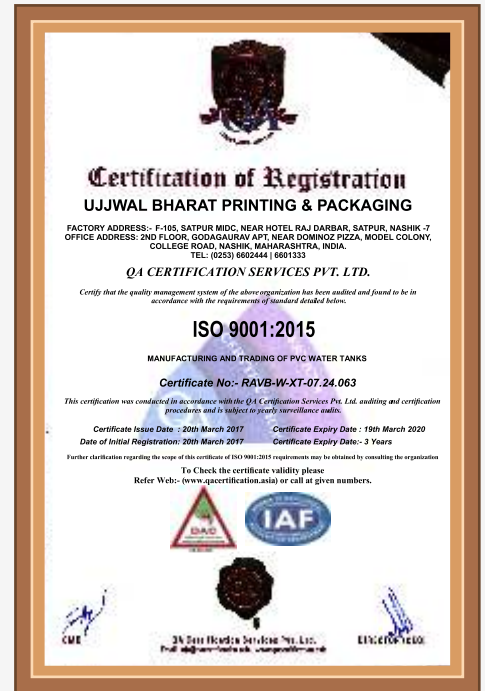 Certification of Registration
UJJWAL BHARAT PRINTING & PACKAGING
FACTORY ADDRESS:- F-105, SATPUR MIDC, NEAR HOTEL RAJ DARBAR, SATPUR, NASHIK -7
OFFICE ADDRESS: 2ND FLOOR, GODAGAURAV APT, NEAR DOMINOZ PIZZA, MODEL COLONY,
COLLEGE ROAD, NASHIK, MAHARASHTRA, INDIA.
TEL: (0253) 6602444 | 6601333
QA CERTIFICATION SERVICES PVT. LTD.
Certify that the quality management system of the above organization has been audited and found to be in
accordance with the requirements of standard detailed below.
ISO 9001:2015
MANUFACTURING AND TRADING OF PVC WATER TANKS
Certificate No:- RAVB-W-XT-07.24.063
This certification was conducted in accordance with the QA Certification Services Pvt. Ltd. auditing and certification
procedures and is subject to yearly surveillance audits.
Certificate Issue Date : 20th March 2017 Certificate Expiry Date : 19th March 2020
Date of Initial Registration: 20th March 2017 Certificate Expiry Date:- 3 Years
Further clarification regarding the scope of this certificate of ISO 9001:2015 requirements may be obtained by consulting the organization
To Check the certificate validity please
Refer Web:- (www.qacertification.asia) or call at given numbers.
IAF